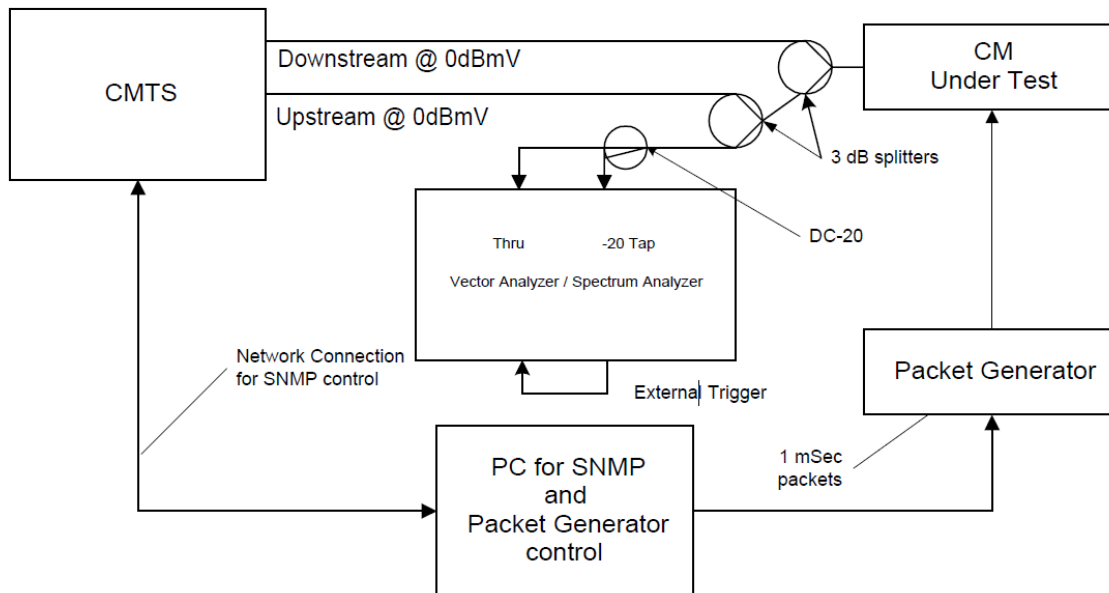 CMTS
Downstream @ 0dBmV
Upstream @ 0dBmV
CM
Under Test
3 dB splitters
DC-20
Thru
-20 Tap
Vector Analyzer / Spectrum Analyzer
Network Connection
for SNMP control
External Trigger
Packet Generator
1 mSec
packets
PC for SNMP
and
Packet Generator
control